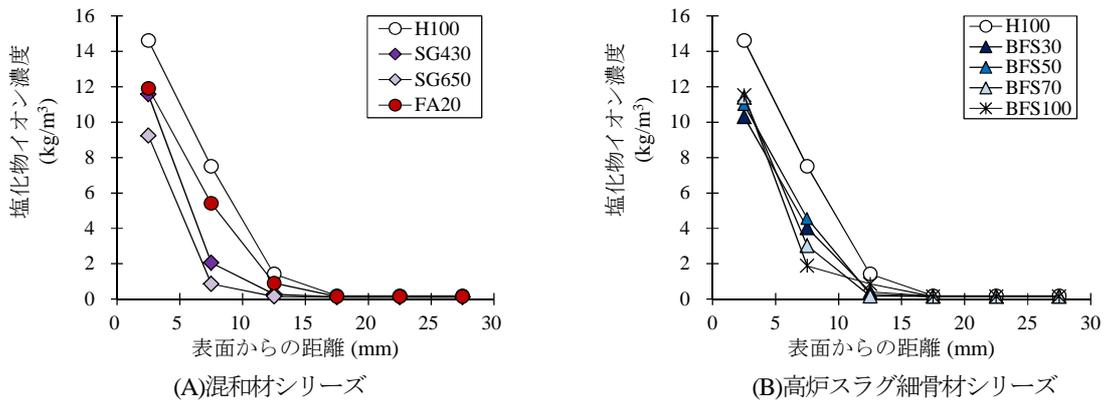 16
14
12
10
8
6
4
2
0
塩化物イオン濃度
(kg/m³)
H100
SG430
SG650
FA20
0 5 10 15 20 25 30
表面からの距離 (mm)
(A)混和材シリーズ
16
14
12
10
8
6
4
2
0
塩化物イオン濃度
(kg/m³)
H100
BFS30
BFS50
BFS70
BFS100
0 5 10 15 20 25 30
表面からの距離 (mm)
(B)高炉スラグ細骨材シリーズ